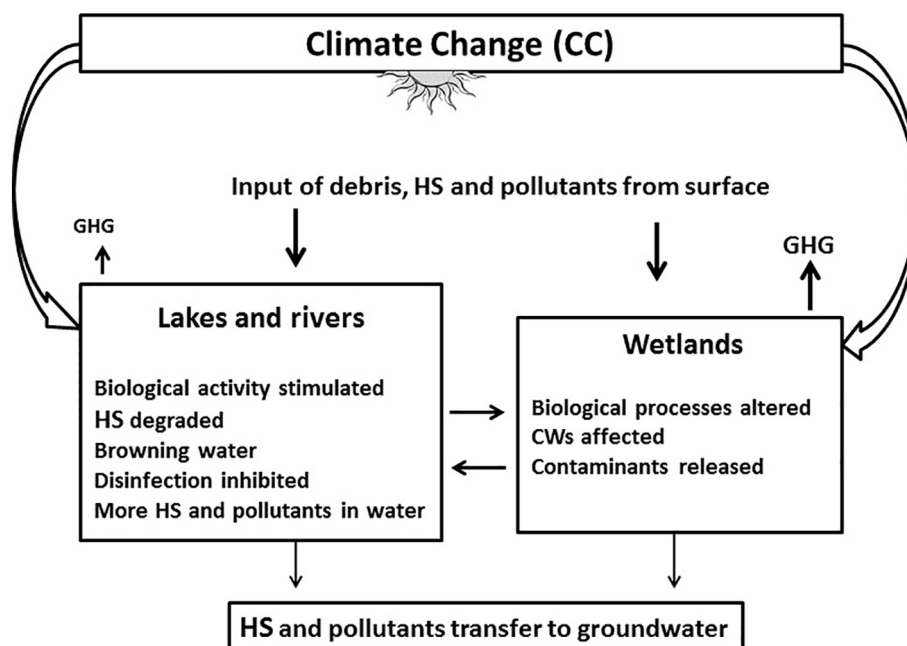 Climate Change (CC)
Input of debris, HS and pollutants from surface
GHG
GHG
Lakes and rivers
Biological activity stimulated
HS degraded
Browning water
Disinfection inhibited
More HS and pollutants in water
Wetlands
Biological processes altered
CWs affected
Contaminants released
HS and pollutants transfer to groundwater